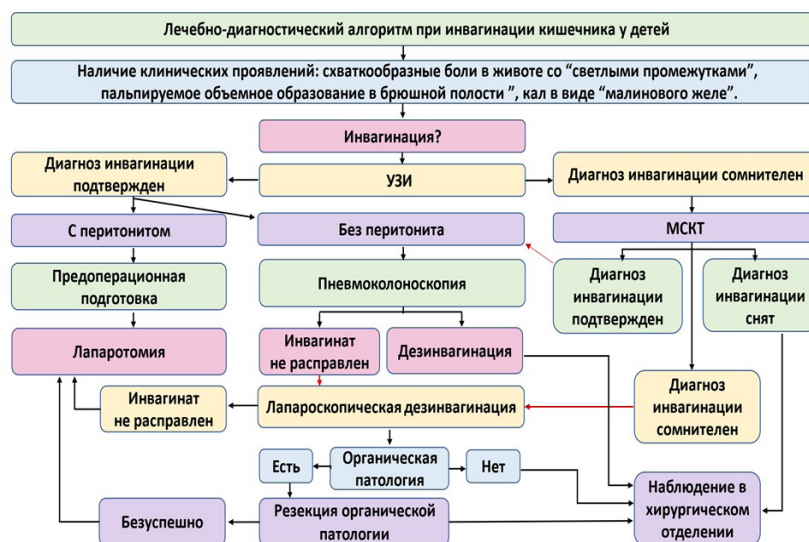 Лечебно-диагностический алгоритм при инвагинации кишечника у детей
Наличие клинических проявлений: схваткообразные боли в животе со “светлыми промежутками”,
пальпируемое объемное образование в брюшной полости ”, кал в виде “малинового желе”.
Инвагинация?
Диагноз инвагинации
подтвержден
УЗИ
Диагноз инвагинации сомнителен
С перитонитом
Без перитонита
МСКТ
Предоперационная
подготовка
Пневмоколоноскопия
Диагноз
инвагинации
подтвержден
Диагноз
инвагинации
снят
Лапаротомия
Инвагинат
не расправлен
Дезинвагинация
Инвагинат
не расправлен
Лапароскопическая дезинвагинация
Диагноз
инвагинации
сомнителен
Есть
Органическая
патология
Нет
Безуспешно
Резекция органической
патологии
Наблюдение в
хирургическом
отделении